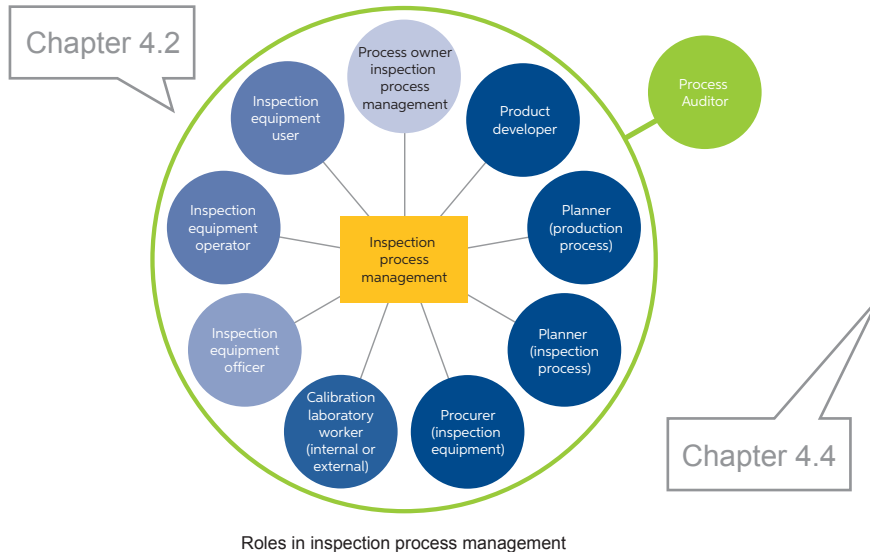 Chapter 4.2
Process owner
inspection
process
management
Process
Auditor
Inspection
equipment
user
Product
developer
Inspection
equipment
operator
Planner
(production
process)
Inspection
process
management
Inspection
equipment
officer
Planner
(inspection
process)
Calibration
laboratory
worker
(internal or
external)
Procurer
(inspection
equipment)
Chapter 4.4
Roles in inspection process management